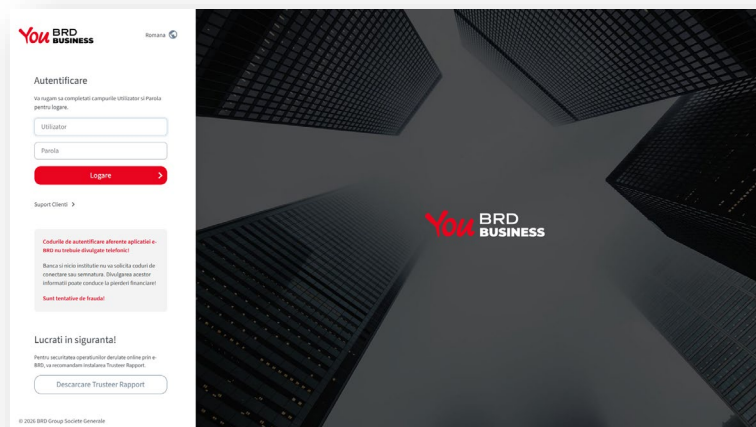 You BRD
BUSINESS
Romana
Autentificare
Va rugam sa completati campurile Utilizator si Parola
pentru logare.
Utilizator
Parola
Logare
Suport Clienti
Codurile de autentificare aferente aplicatiei e-
BRD nu trebuie divulgate telefonic!
Banca si nicio institutie nu va solicita coduri de
conectare sau semnatura. Divulgarea acestor
informatii poate conduce la pierderi financiare!
Sunt tentative de frauda!
Lucrati in siguranta!
Pentru securitatea operatiunilor derulate online prin e-
BRD, va recomandam instalarea Trusteer Rapport.
Descarcare Trusteer Rapport
© 2026 BRD Group Societe Generale
You BRD
BUSINESS